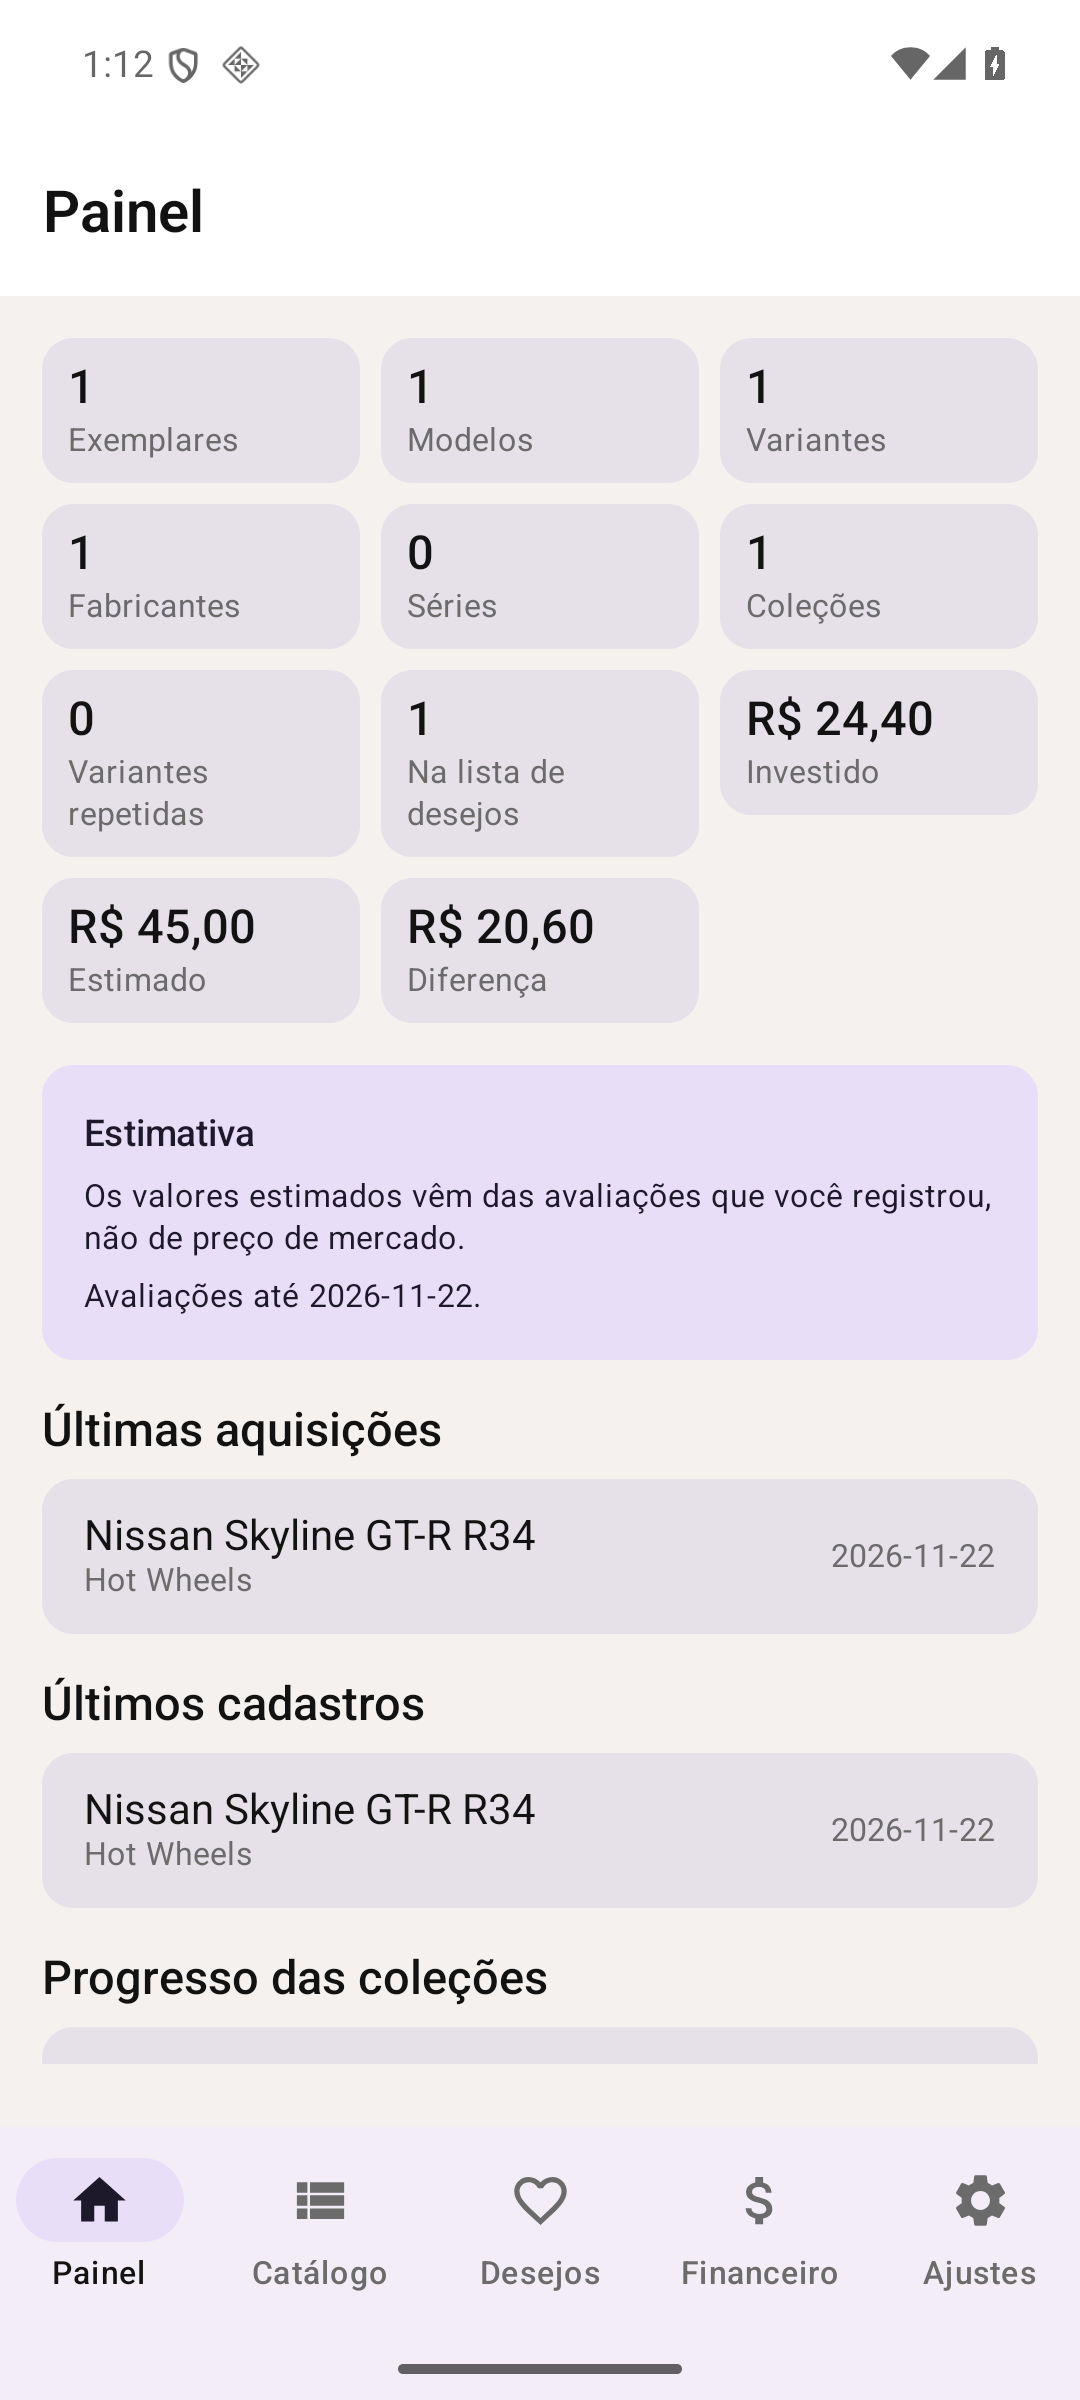 1:12
Painel
1
Exemplares
1
Modelos
1
Variantes
1
Fabricantes
0
Séries
1
Coleções
0
Variantes
repetidas
1
Na lista de
desejos
R$ 24,40
Investido
R$ 45,00
Estimado
R$ 20,60
Diferença
Estimativa
Os valores estimados vêm das avaliações que você registrou,
não de preço de mercado.
Avaliações até 2026-11-22.
Últimas aquisições
Nissan Skyline GT-R R34
Hot Wheels
2026-11-22
Últimos cadastros
Nissan Skyline GT-R R34
Hot Wheels
2026-11-22
Progresso das coleções
Painel
Catálogo
Desejos
Financeiro
Ajustes